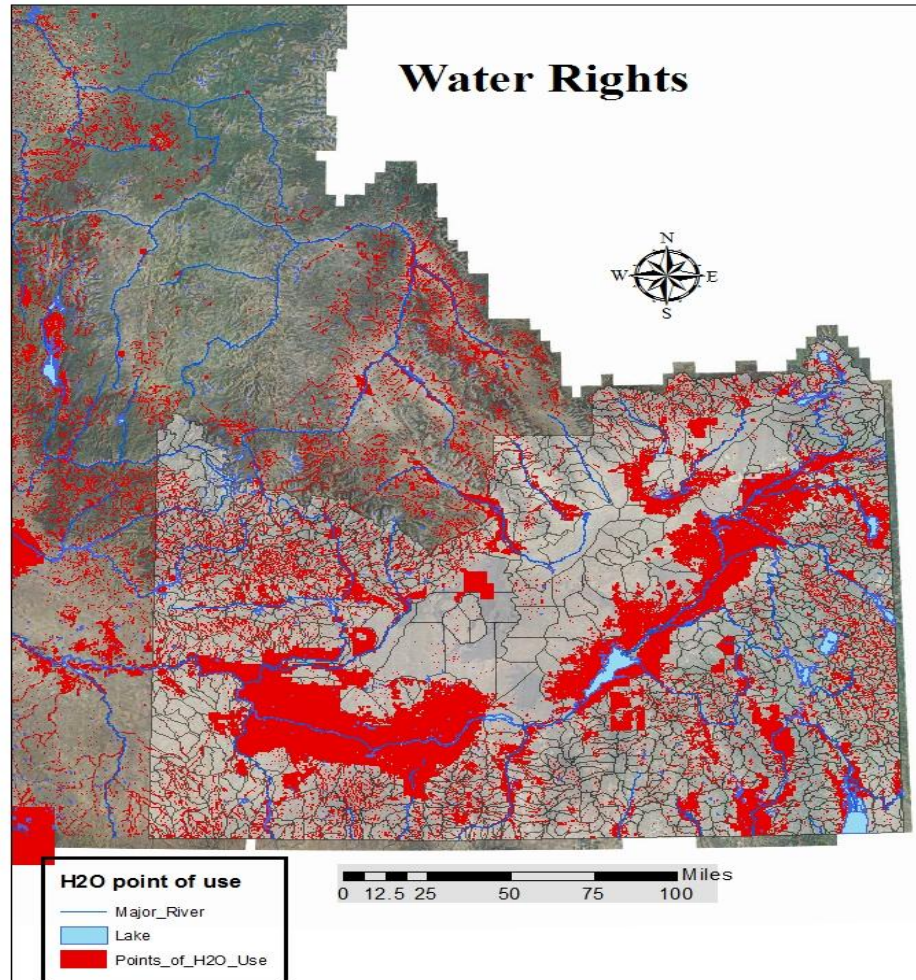 Water Rights
N
W E
S
H2O point of use
Major_River
Lake
Points_of_H2O_Use
Miles
0 12.5 25 50 75 100